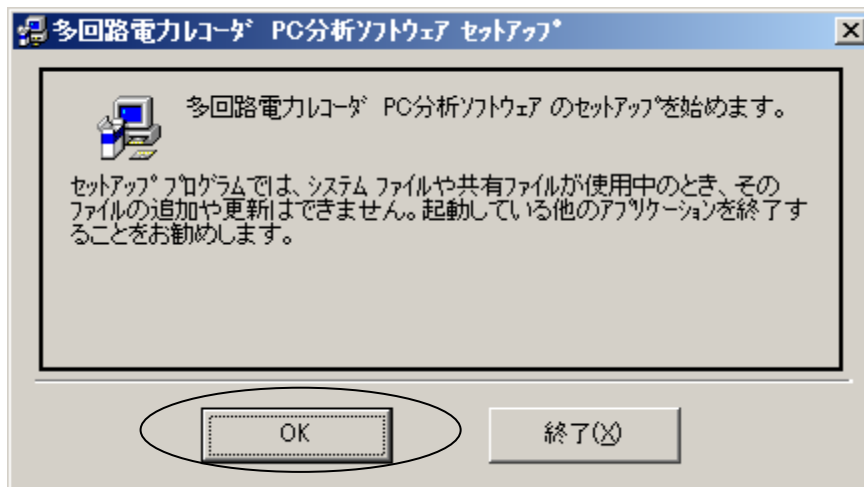 多回路電力ﾚｺｰﾀﾞ PC分析ｿﾌﾄｳｪｱ ｾｯﾄｱｯﾌﾟ
多回路電力ﾚｺｰﾀﾞ PC分析ｿﾌﾄｳｪｱ のｾｯﾄｱｯﾌﾟを始めます。
ｾｯﾄｱｯﾌﾟ ﾌﾟﾛｸﾞﾗﾑでは、ｼｽﾃﾑ ﾌｧｲﾙや共有ﾌｧｲﾙが使用中のとき、その
ﾌｧｲﾙの追加や更新はできません。起動している他のｱﾌﾟﾘｹｰｼｮﾝを終了す
ることをお勧めします。
OK
終了(X)